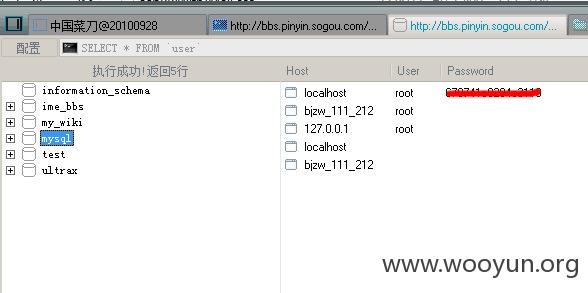 中国菜刀@20100928 http://bbs.pinyin.sogou.com/... http://bbs.pinyin.sogou.com/...
配置 SELECT * FROM `user`
执行成功!返回5行
information_schema
ime_bbs
my_wiki
mysql
test
ultrax
Host User Password
localhost root
bjzw_111_212 root
127.0.0.1 root
localhost
bjzw_111_212
www.wooyun.org